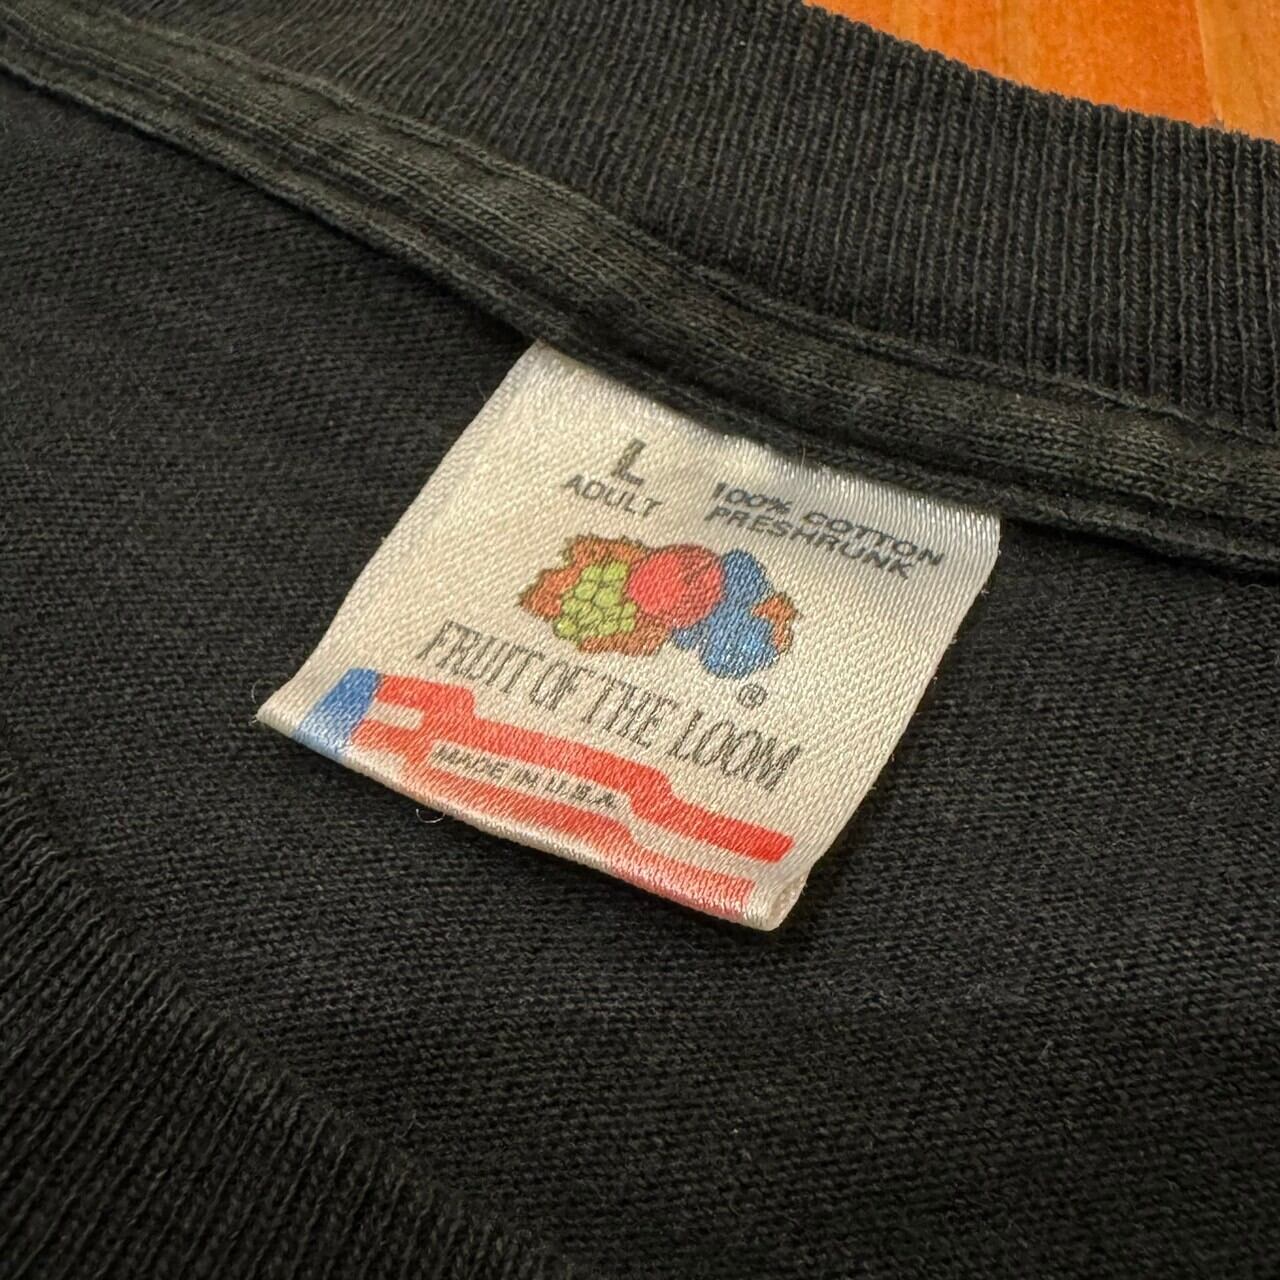 L
ADULT
100% COTTON
PRESHRUNK
®
FRUIT OF THE LOOM
MADE IN U.S.A.